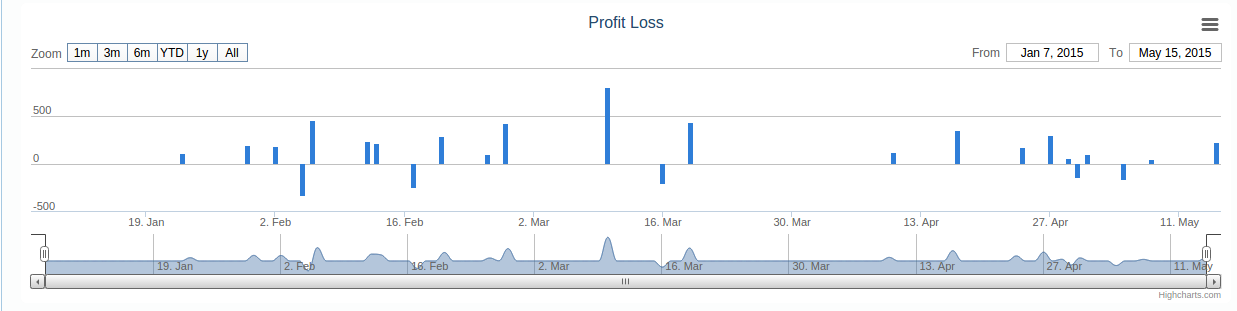 Profit Loss
Zoom 1m 3m 6m YTD 1y All From Jan 7, 2015 To May 15, 2015
500
0
-500
19. Jan 2. Feb 16. Feb 2. Mar 16. Mar 30. Mar 13. Apr 27. Apr 11. May
19. Jan 2. Feb 16. Feb 2. Mar 16. Mar 30. Mar 13. Apr 27. Apr 11. May
Highcharts.com